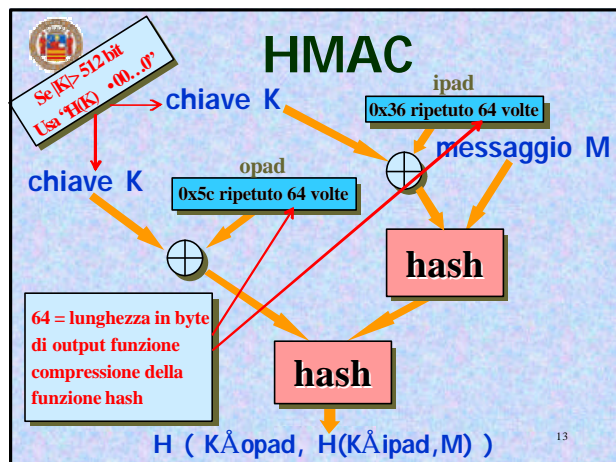 HMAC
Se |K|> 512 bit
Usa “H(K) •00…0”
chiave K
ipad
0x36 ripetuto 64 volte
messaggio M
chiave K
opad
0x5c ripetuto 64 volte
hash
64 = lunghezza in byte
di output funzione
compressione della
funzione hash
hash
H ( KÅopad, H(KÅipad,M) )
13